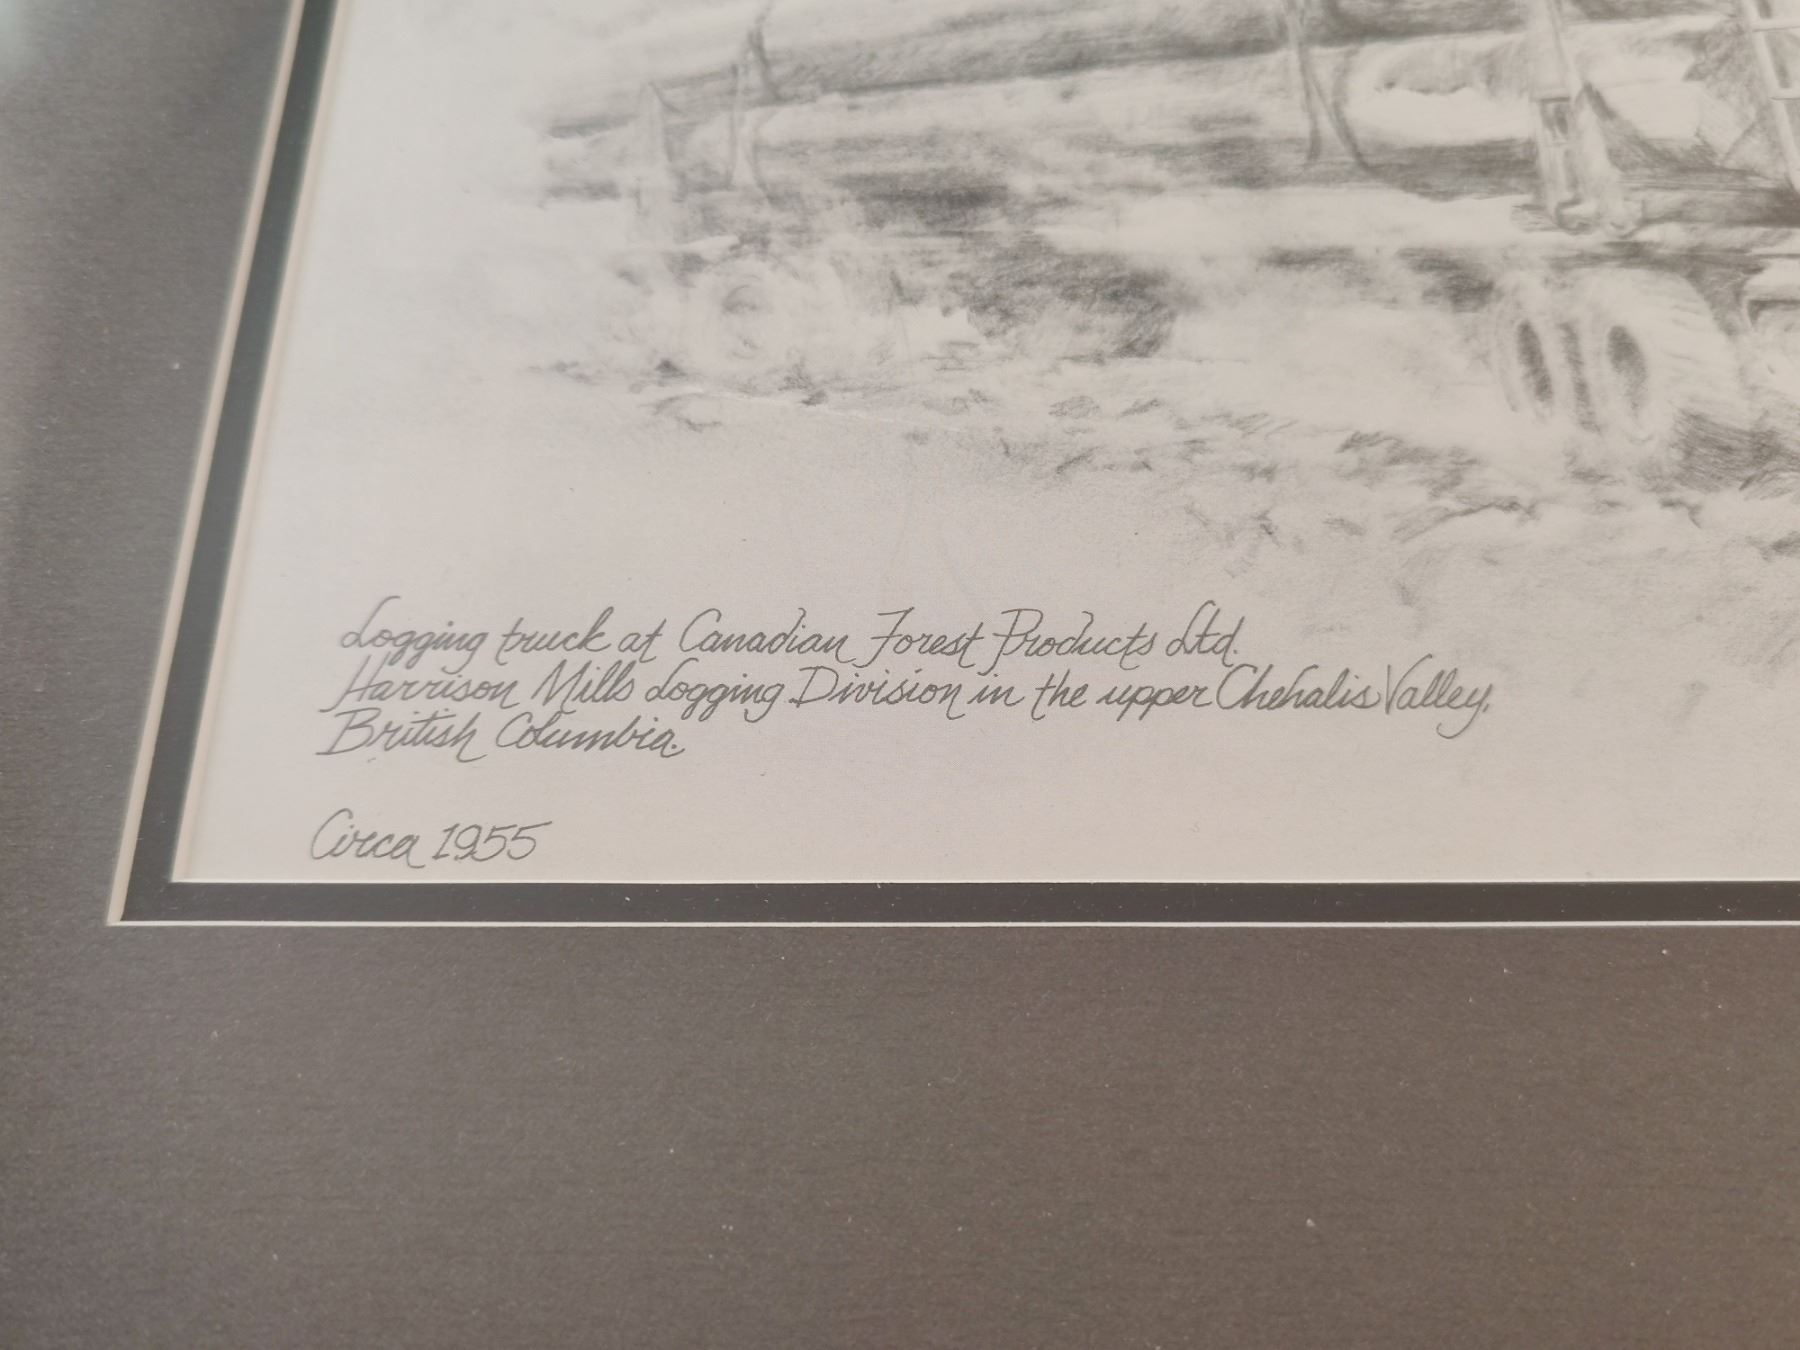 Logging truck at Canadian Forest Products Ltd.
Harrison Mills Logging Division in the upper Chehalis Valley,
British Columbia.
Circa 1955